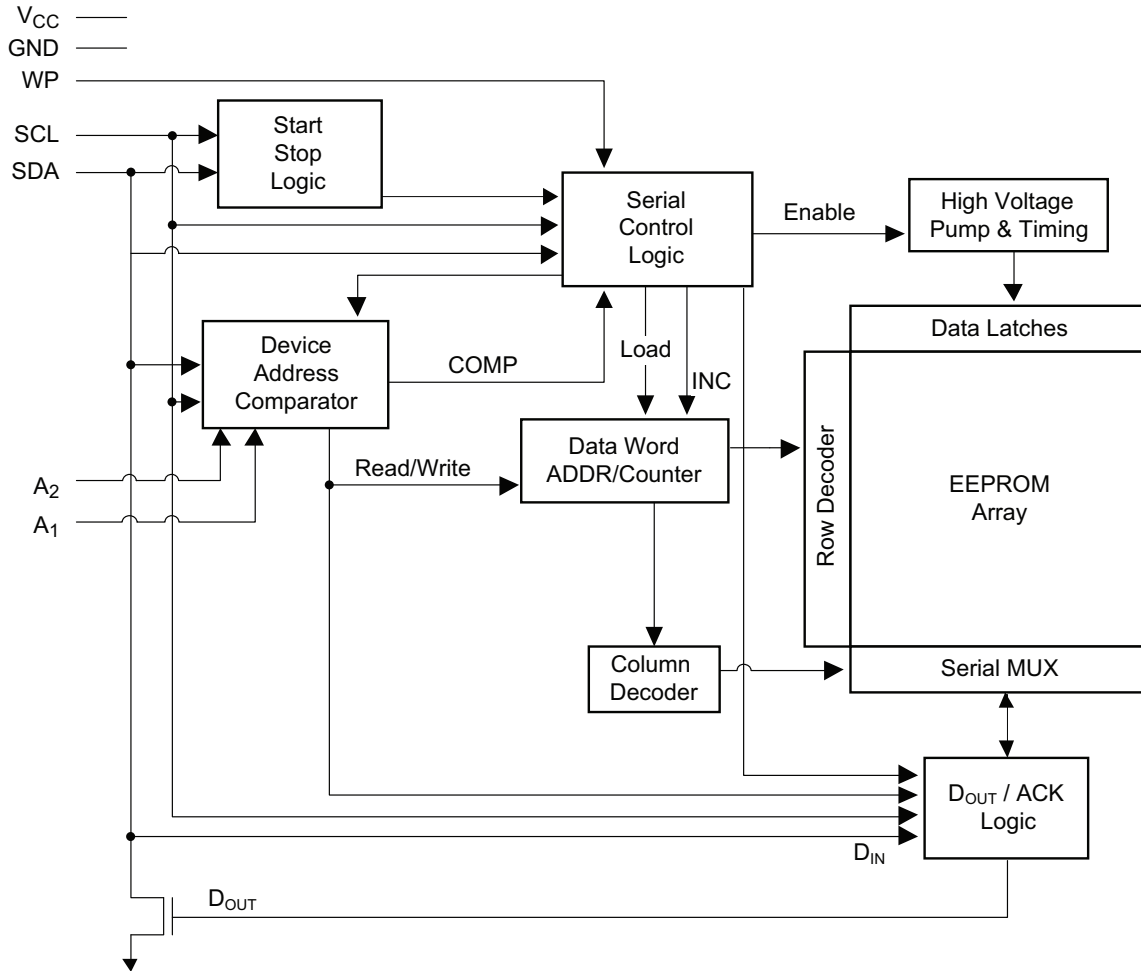 VCC
GND
WP
SCL
SDA
Start
Stop
Logic
Serial
Control
Logic
Enable
High Voltage
Pump & Timing
Data Latches
Device
Address
Comparator
COMP
Load
INC
A2
A1
Read/Write
Data Word
ADDR/Counter
Row Decoder
EEPROM
Array
Column
Decoder
Serial MUX
DOUT / ACK
Logic
DIN
DOUT